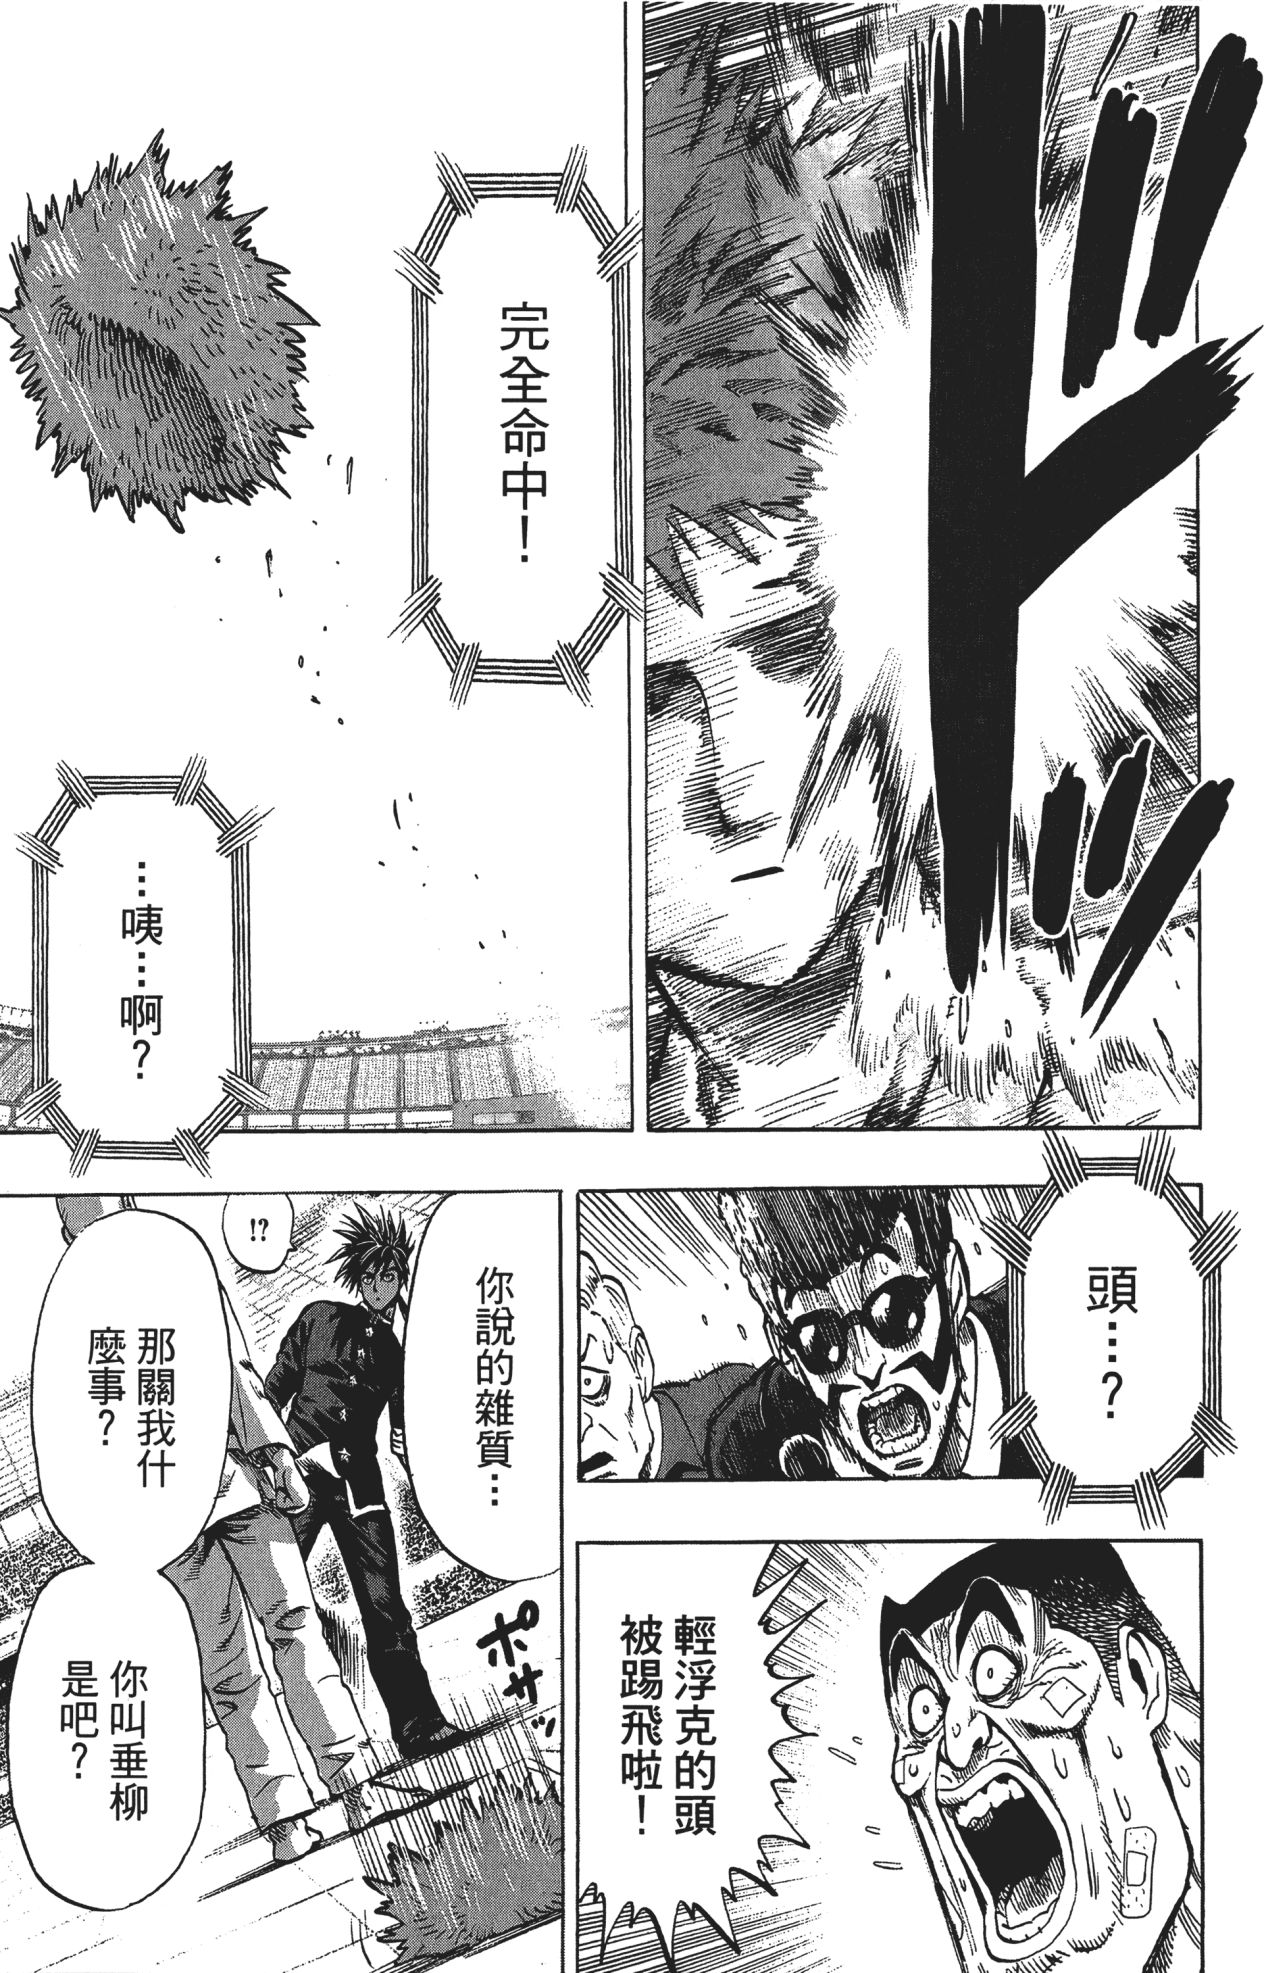 ドッ
完全命中！
…咦…啊？
頭…？
輕浮克的頭
被踢飛啦！
你說的雜質…
!?
那關我什
麼事？
你叫垂柳
是吧？
ポサッ